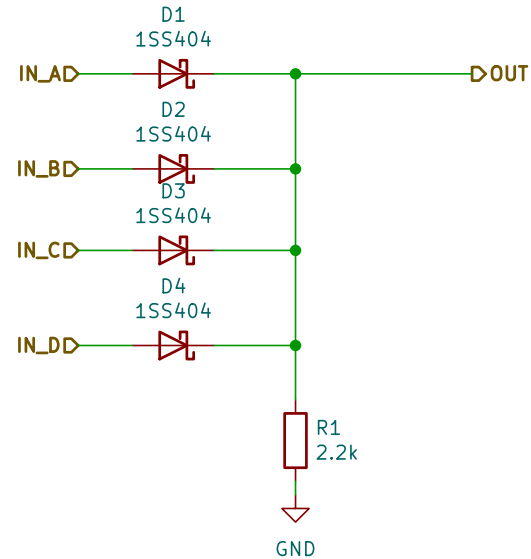 D1
1SS404
IN_A
OUT
D2
1SS404
IN_B
D3
1SS404
IN_C
D4
1SS404
IN_D
R1
2.2k
GND